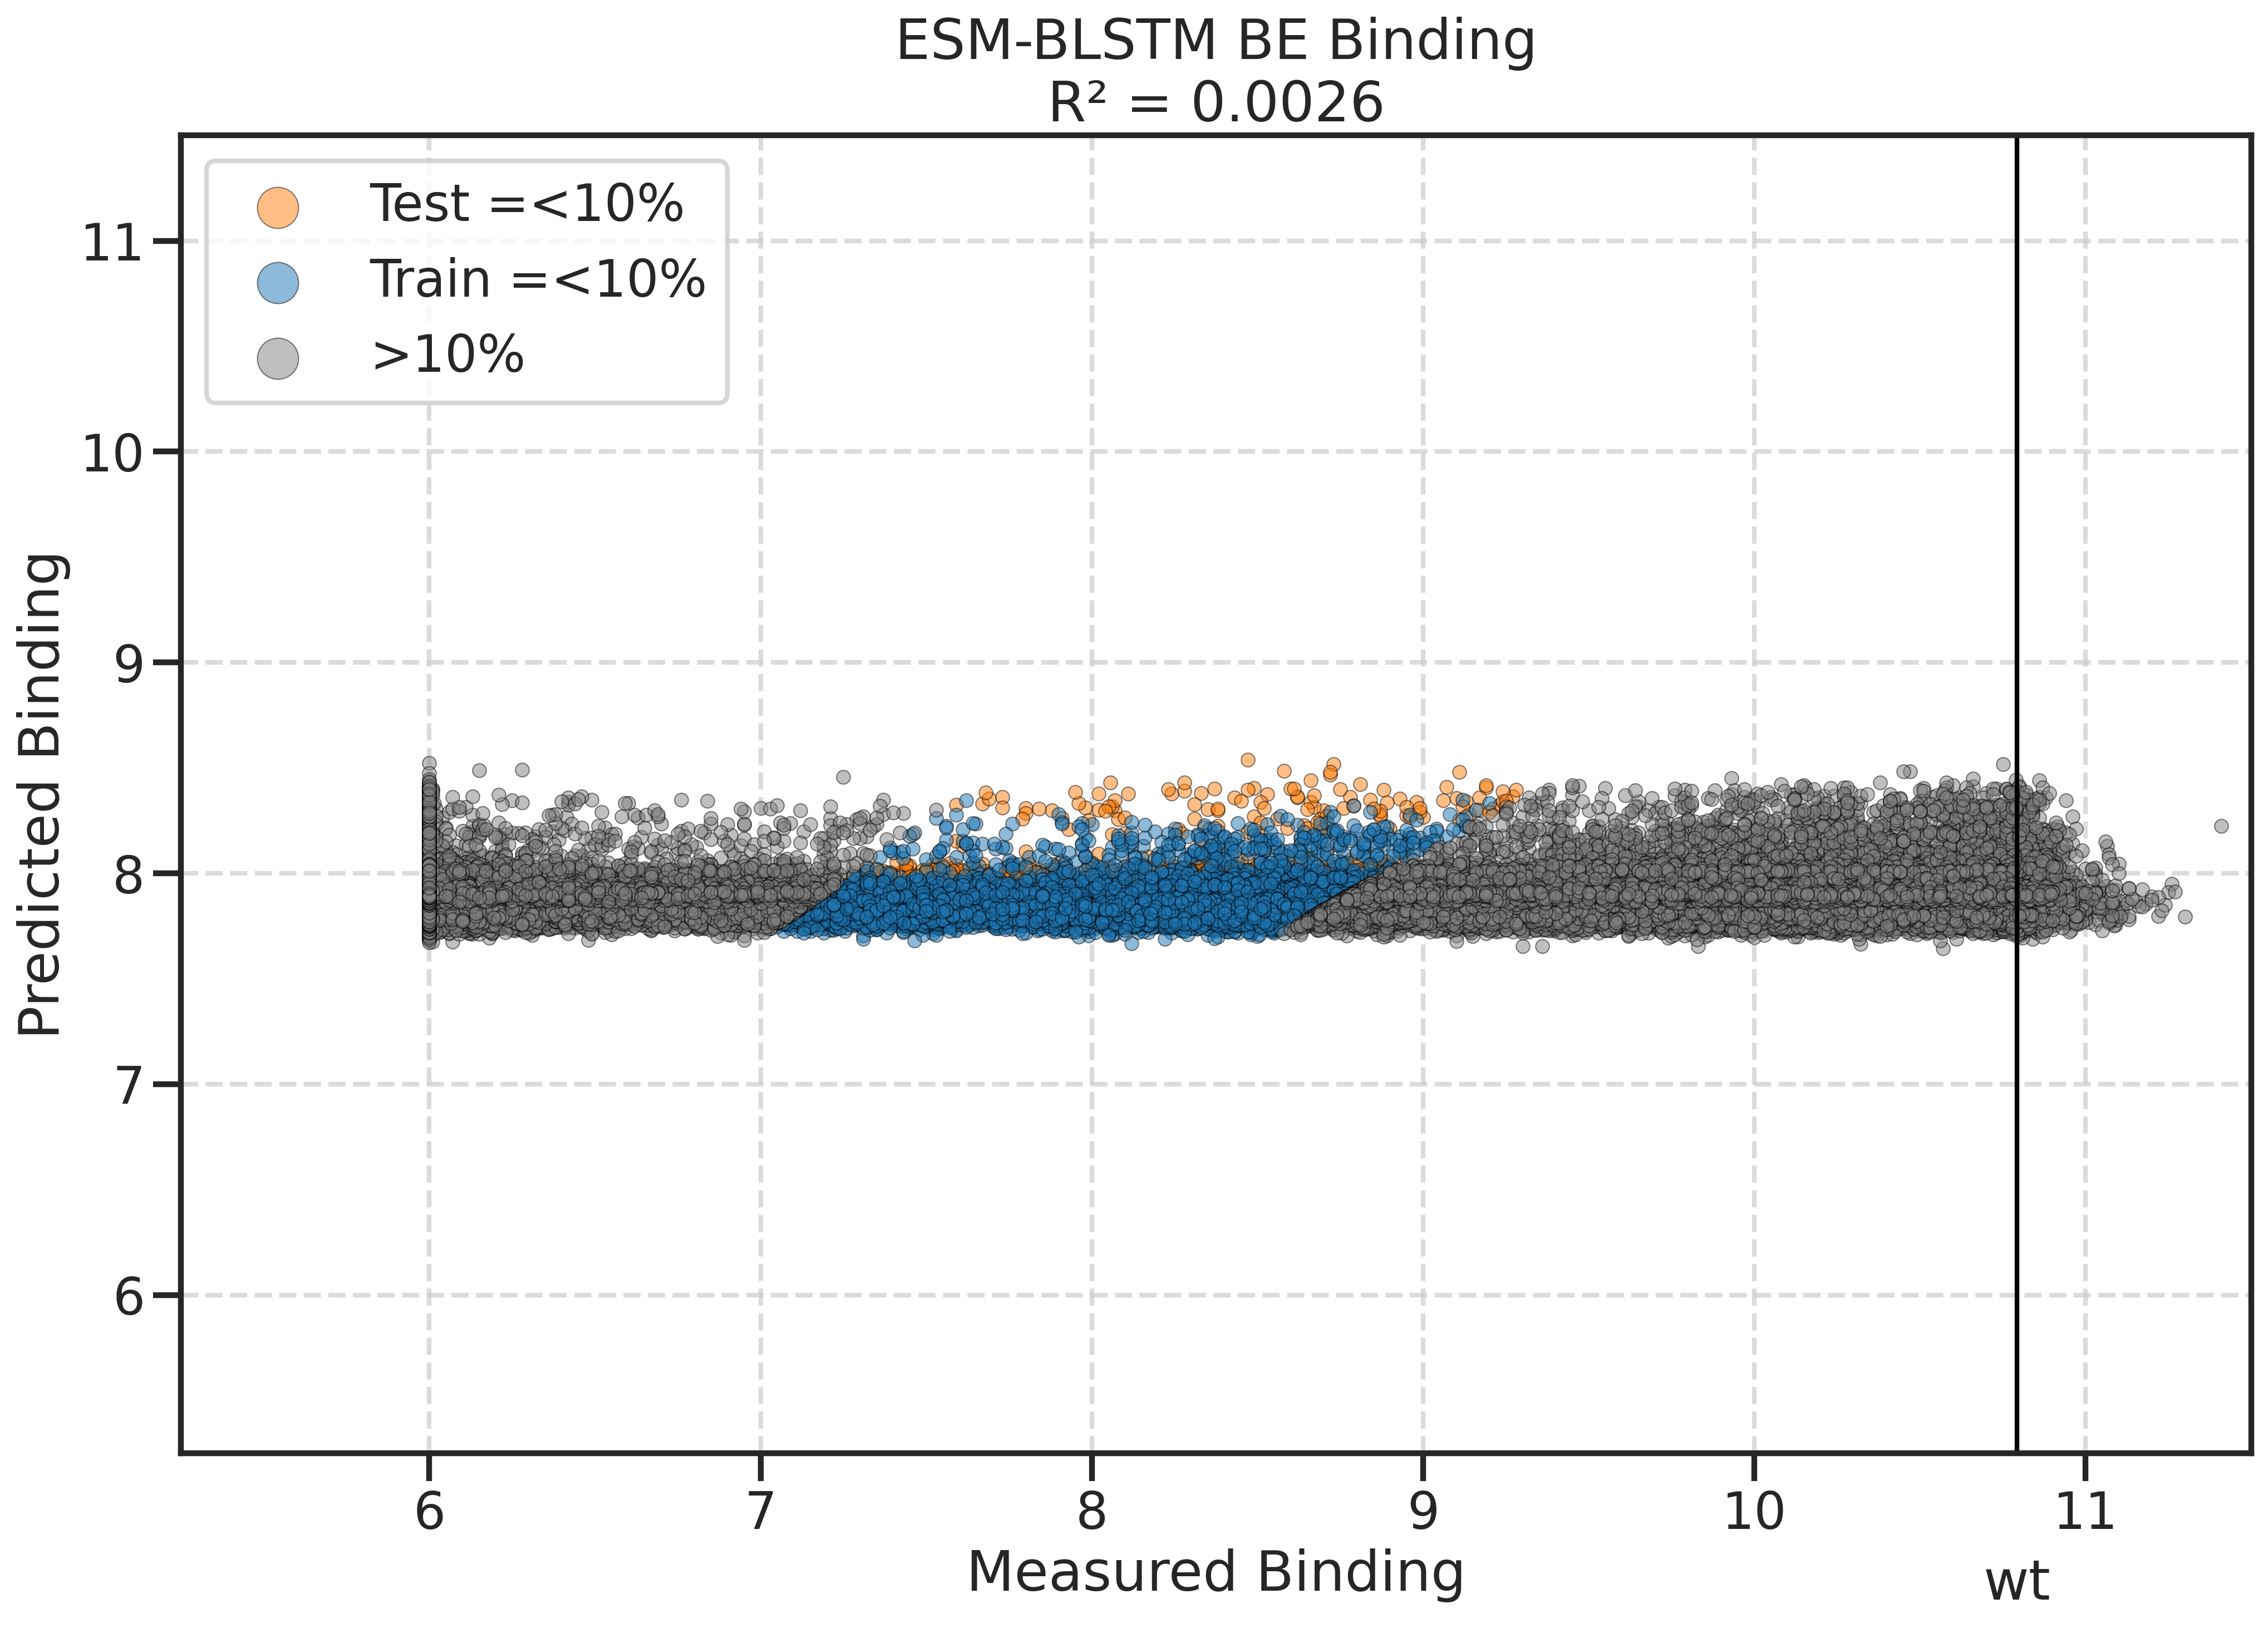 ESM-BLSTM BE Binding
R² = 0.0026
Test =<10%
Train =<10%
>10%
Predicted Binding
11
10
9
8
7
6
6 7 8 9 10 11
Measured Binding
wt